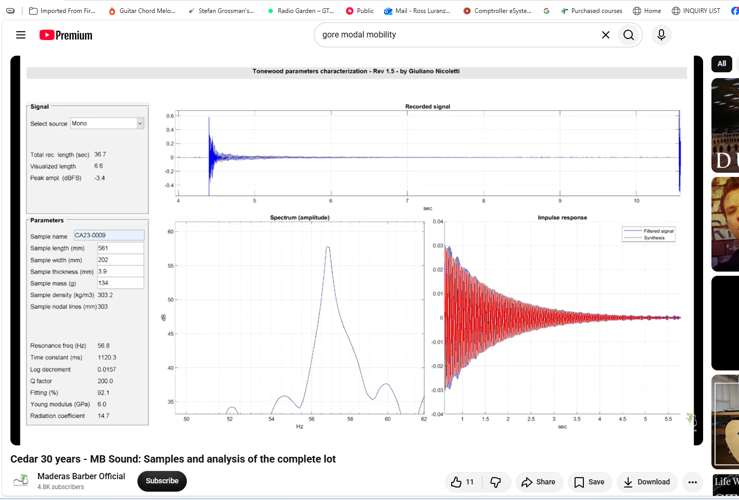 Imported From Fir...
Guitar Chord Melo...
Stefan Grossman's...
Radio Garden – GT...
Public
Mail - Ross Luranz...
Comptroller eSyste...
Purchased courses
Home
INQUIRY LIST
Premium
gore modal mobility
All
Tonewood parameters characterization - Rev 1.5 - by Giuliano Nicoletti
Signal
Select source Mono
Total rec. length (sec) 36.7
Visualized length 6.6
Peak ampl. (dBFS) -3.4
Parameters
Sample name CA23-0009
Sample length (mm) 561
Sample width (mm) 202
Sample thickness (mm) 3.9
Sample mass (g) 134
Sample density (kg/m3) 303.2
Sample nodal lines (mm) 303
Resonance freq (Hz) 56.8
Time constant (ms) 1120.3
Log decrement 0.0157
Q factor 200.0
Fitting (%) 92.1
Young modulus (GPa) 6.0
Radiation coefficient 14.7
Recorded signal
0.6
0.4
0.2
0
-0.2
-0.4
4 5 6 7 8 9 10
sec
Spectrum (amplitude)
60
55
50
45
40
35
dB
50 52 54 56 58 60 62
Hz
Impulse response
Filtered signal
Synthesis
0.04
0.03
0.02
0.01
0
-0.01
-0.02
-0.03
-0.04
1 1.5 2 2.5 3 3.5 4 4.5 5 5.5
sec
D U
Cedar 30 years - MB Sound: Samples and analysis of the complete lot
Maderas Barber Official
4.8K subscribers
Subscribe
11
Share
Save
Download
Life W